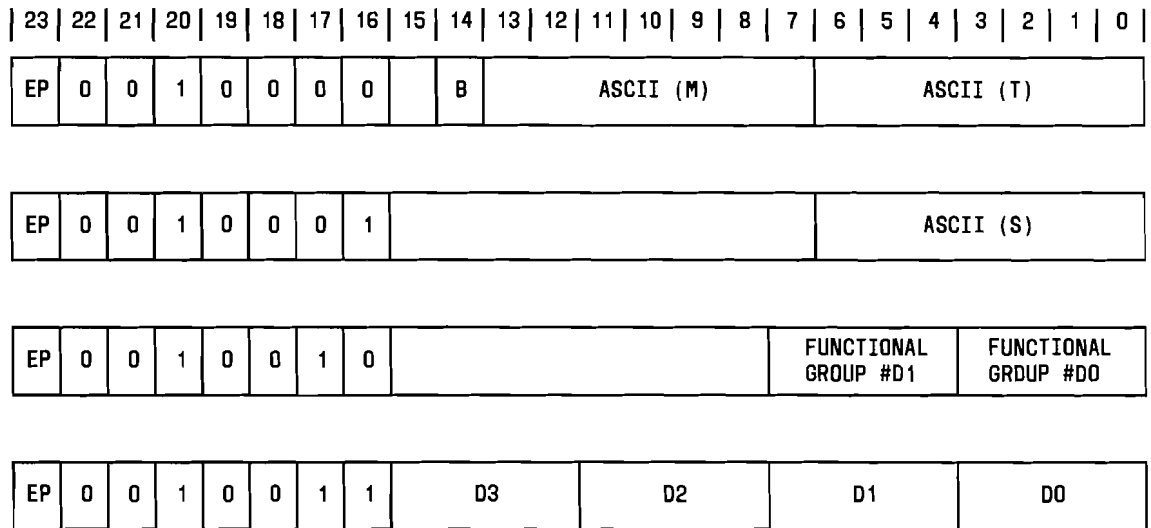 | 23 | 22 | 21 | 20 | 19 | 18 | 17 | 16 | 15 | 14 | 13 | 12 | 11 | 10 | 9 | 8 | 7 | 6 | 5 | 4 | 3 | 2 | 1 | 0 |
EP 0 0 1 0 0 0 0 B ASCII (M) ASCII (T)
EP 0 0 1 0 0 0 1 ASCII (S)
EP 0 0 1 0 0 1 0 FUNCTIONAL GROUP #D1 FUNCTIONAL GROUP #D0
EP 0 0 1 0 0 1 1 D3 D2 D1 D0